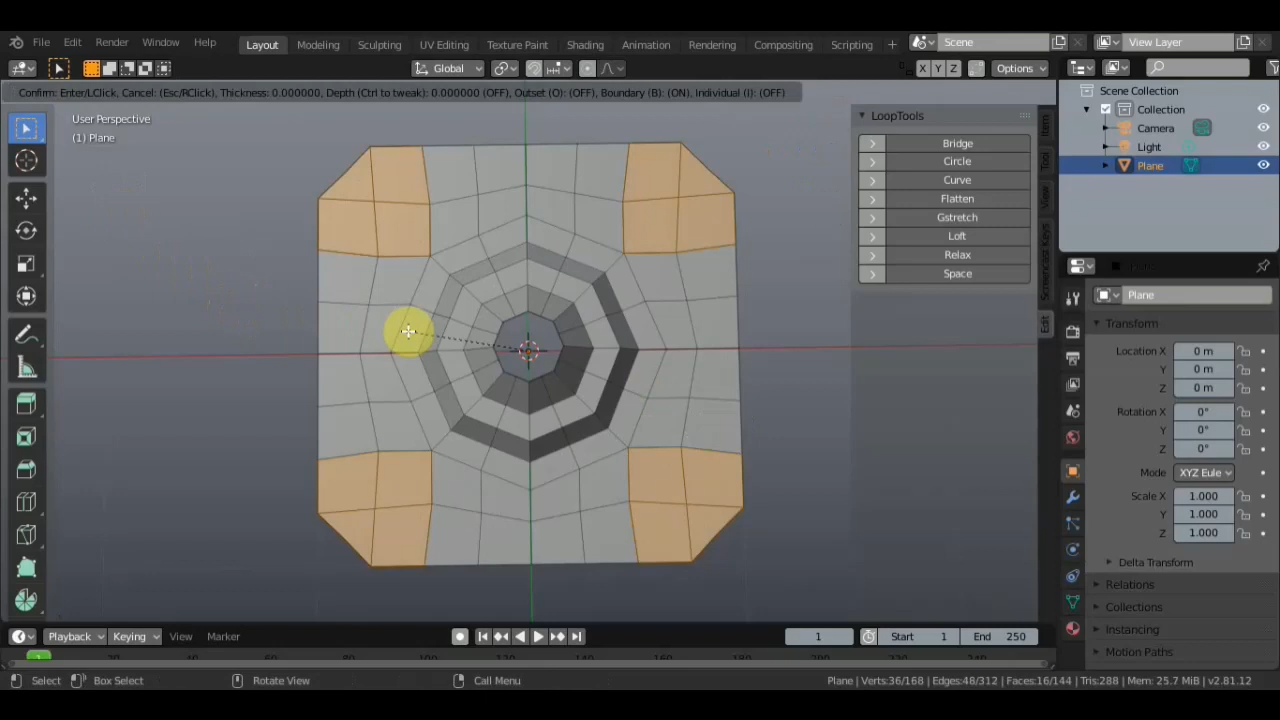 File Edit Render Window Help Layout Modeling Sculpting UV Editing Texture Paint Shading Animation Rendering Compositing Scripting + Scene View Layer
Global X Y Z Options
Confirm: Enter/LClick, Cancel: (Esc/RClick), Thickness: 0.000000, Depth (Ctrl to tweak): 0.000000 (OFF), Outset (O): (OFF), Boundary (B): (ON), Individual (I): (OFF)
User Perspective
(1) Plane
LoopTools
Bridge
Circle
Curve
Flatten
Gstretch
Loft
Relax
Space
Item
Tool
View
Screencast Keys
Edit
Scene Collection
Collection
Camera
Light
Plane
Plane
Transform
Location X 0 m
Y 0 m
Z 0 m
Rotation X 0°
Y 0°
Z 0°
Mode XYZ Eule
Scale X 1.000
Y 1.000
Z 1.000
Delta Transform
Relations
Collections
Instancing
Motion Paths
Playback Keying View Marker 1 Start 1 End 250
Select Box Select Rotate View Call Menu Plane | Verts:36/168 | Edges:48/312 | Faces:16/144 | Tris:288 | Mem: 25.7 MiB | v2.81.12